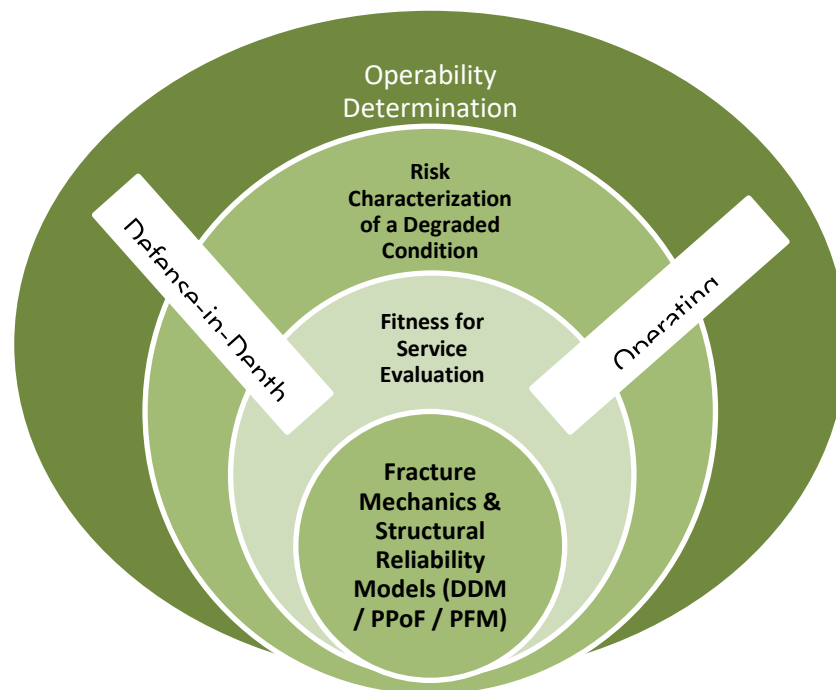 Operability
Determination
Risk
Characterization
of a Degraded
Condition
Defense-in-Depth
Operating
Fitness for
Service
Evaluation
Fracture
Mechanics &
Structural
Reliability
Models (DDM
/ PPoF / PFM)